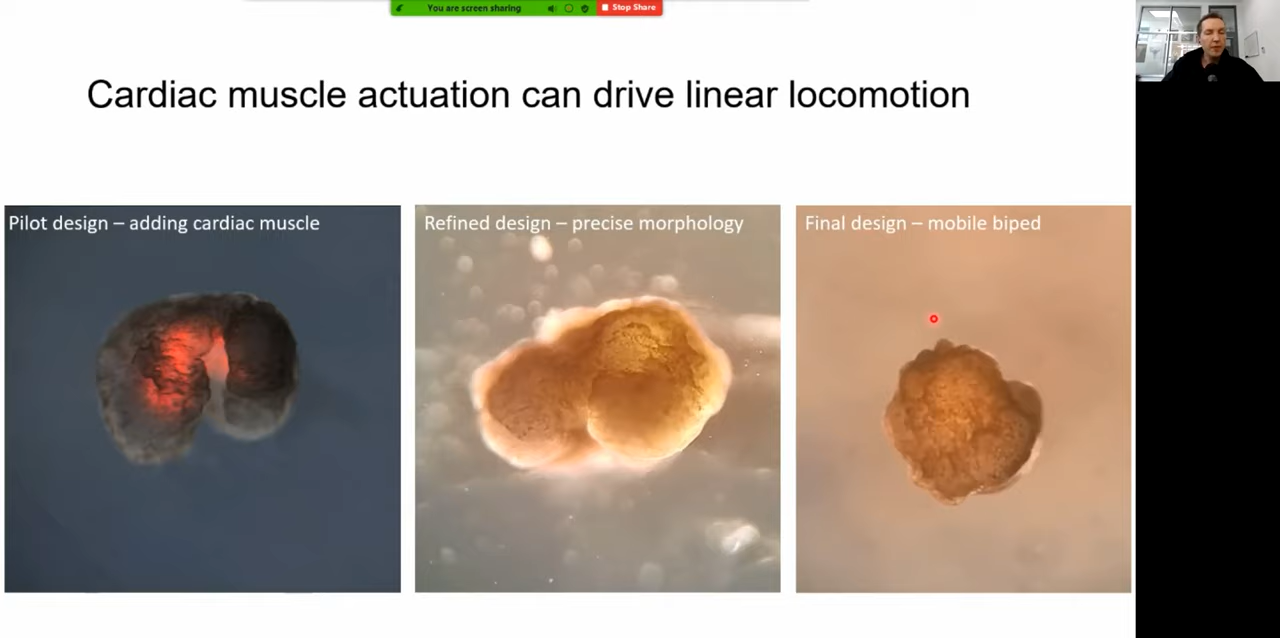 You are screen sharing
Stop Share
Cardiac muscle actuation can drive linear locomotion
Pilot design – adding cardiac muscle
Refined design – precise morphology
Final design – mobile biped